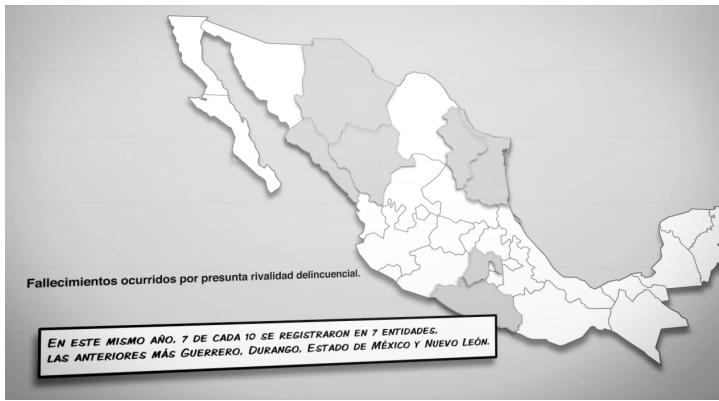 Fallecimientos ocurridos por presunta rivalidad delincuencial.
EN ESTE MISMO AÑO, 7 DE CADA 10 SE REGISTRARON EN 7 ENTIDADES,
LAS ANTERIORES MÁS GUERRERO, DURANGO, ESTADO DE MÉXICO Y NUEVO LEÓN.